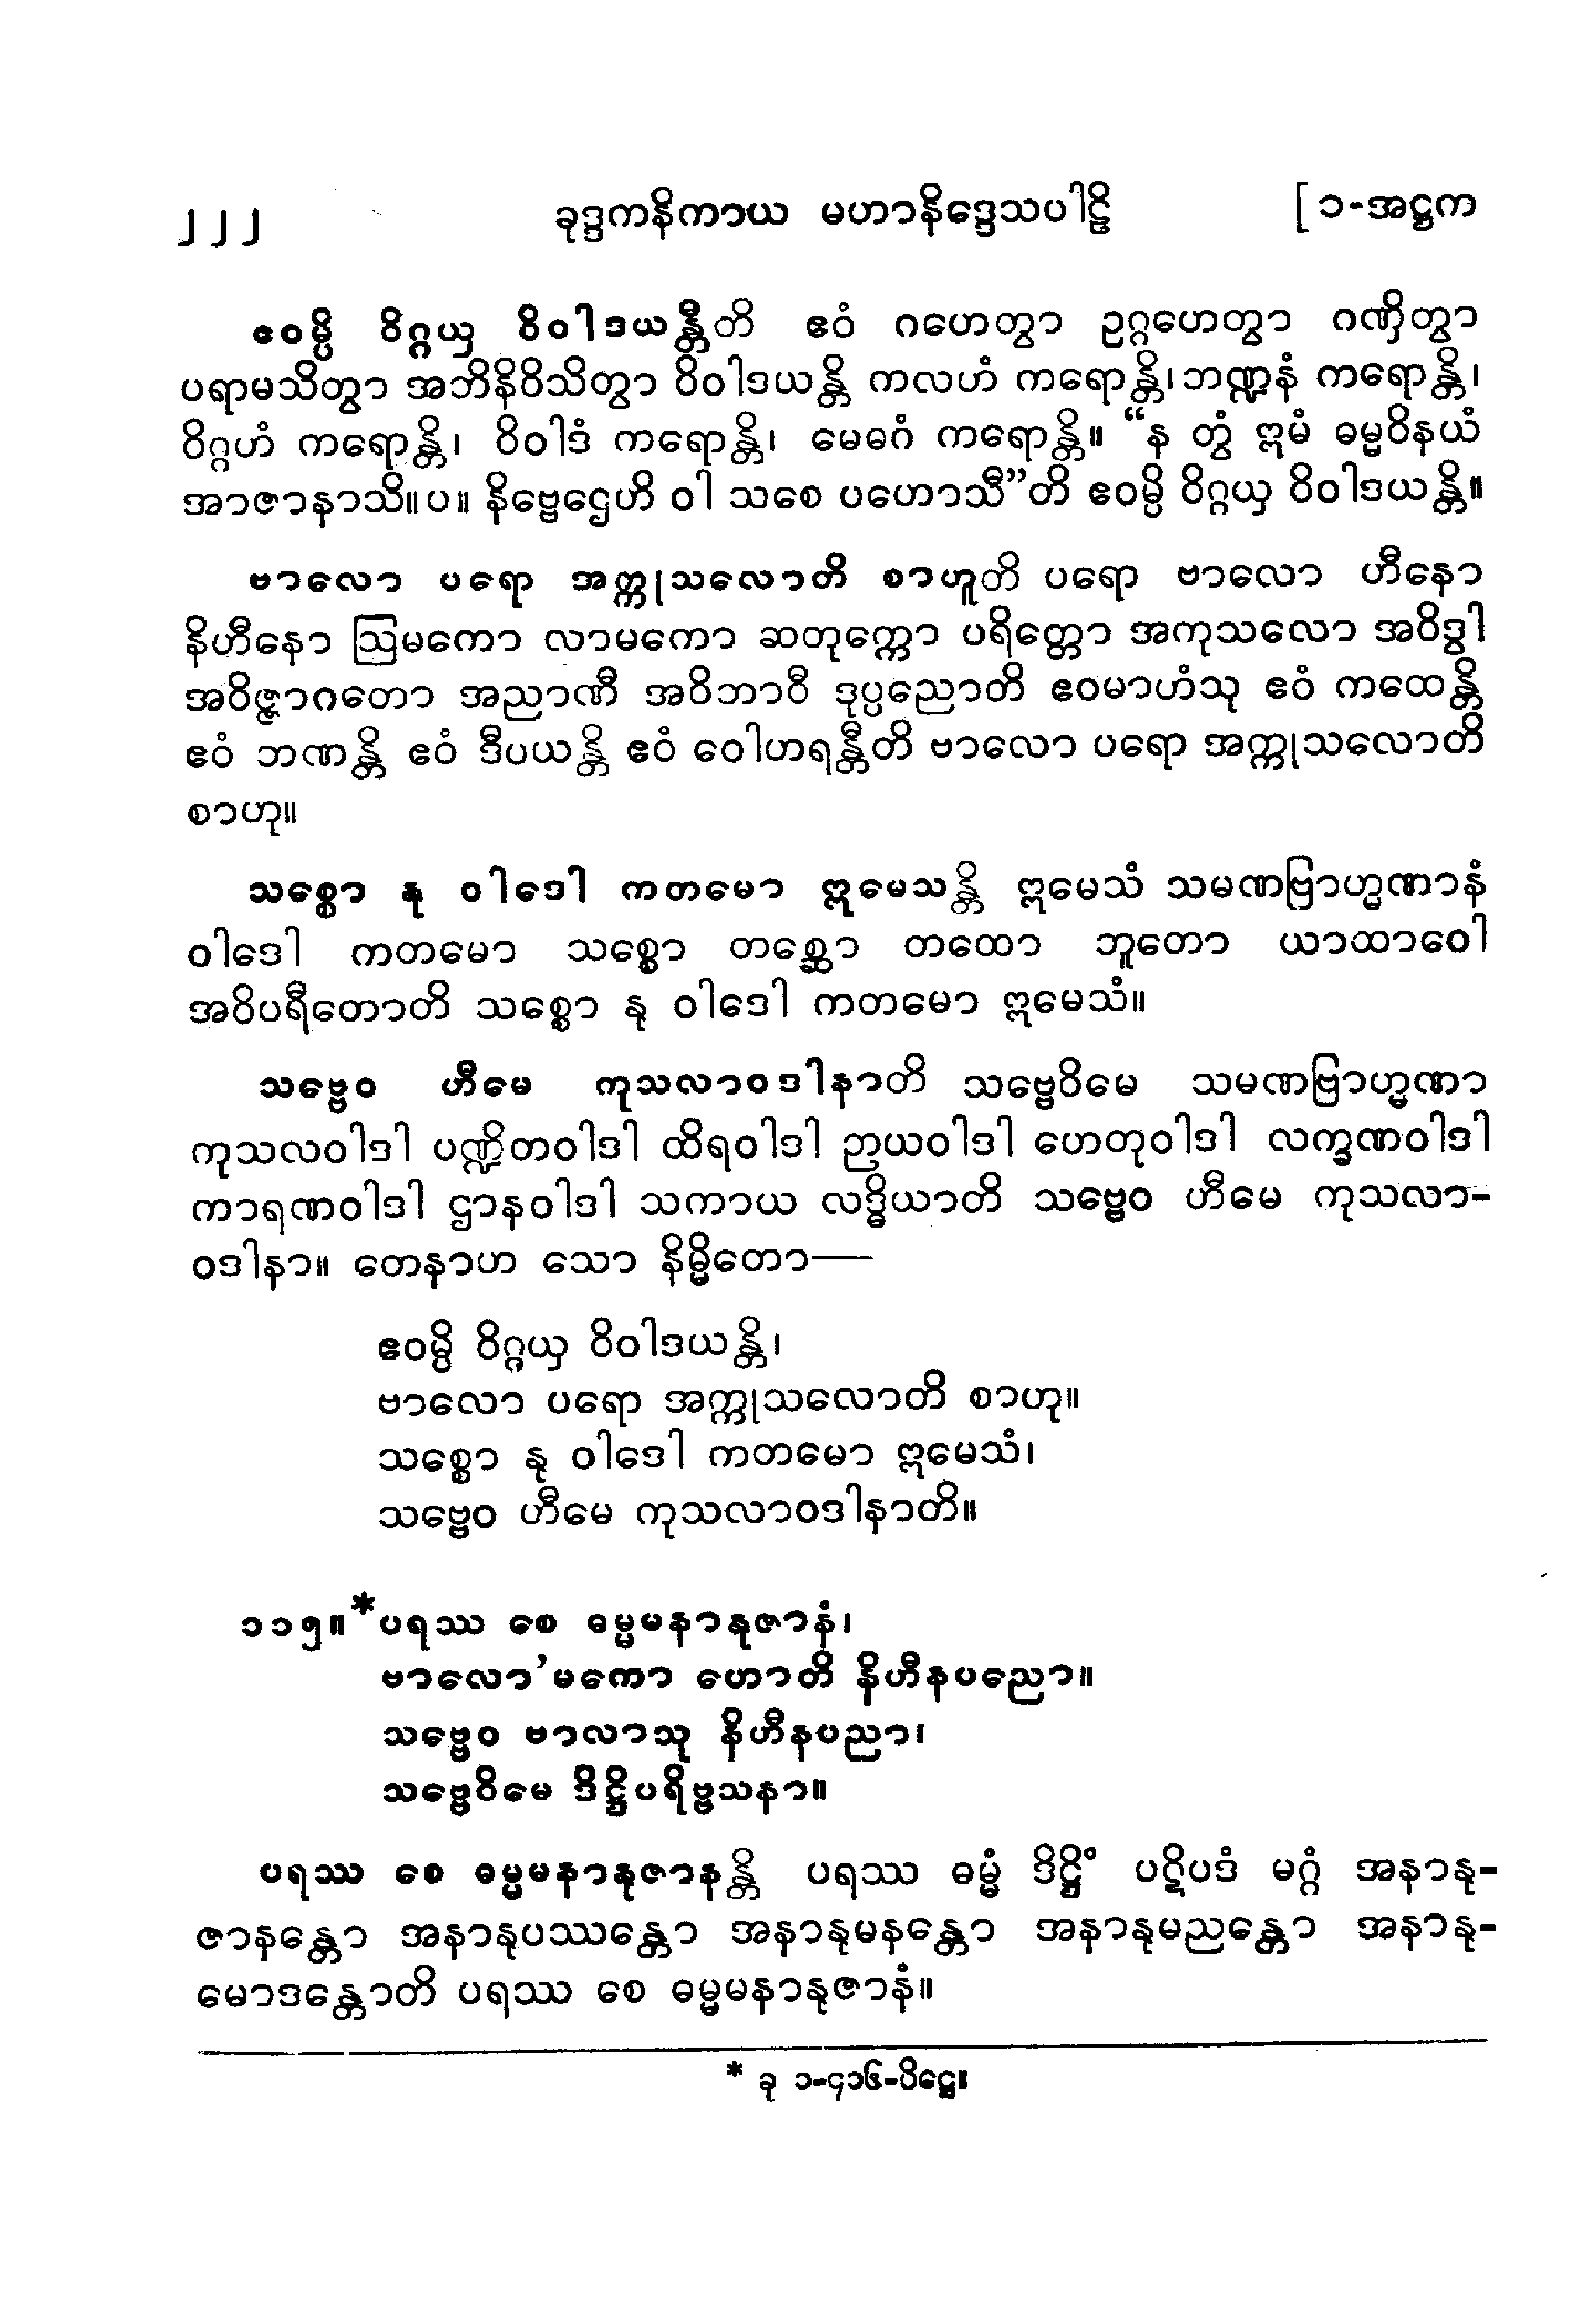 ၂၂၂ ခုဒ္ဒကနိကာယ မဟာနိဒ္ဒေသပါဠိ [ ၁-အဋ္ဌက
ဧဝမ္ပိ ဝိဂ္ဂယှ ဝိဝါဒယန္တီတိ ဧဝံ ဂဟေတွာ ဥဂ္ဂဟေတွာ ဂဏှိတွာ
ပရာမသိတွာ အဘိနိဝိသိတွာ ဝိဝါဒယန္တိ ကလဟံ ကရောန္တိ၊ ဘဏ္ဍနံ ကရောန္တိ၊
ဝိဂ္ဂဟံ ကရောန္တိ၊ ဝိဝါဒံ ကရောန္တိ၊ မေဓဂံ ကရောန္တိ။ “န တွံ ဣမံ ဓမ္မဝိနယံ
အာဇာနာသိ။ပ။ နိဗ္ဗေဌေဟိ ဝါ သစေ ပဟောသီ”တိ ဧဝမ္ပိ ဝိဂ္ဂယှ ဝိဝါဒယန္တိ။
ဗာလော ပရော အက္ကုသလောတိ စာဟူတိ ပရော ဗာလော ဟီနော
နိဟီနော ဩမကော လာမကော ဆတုက္ကော ပရိတ္တော အကုသလော အဝိဒွါ
အဝိဇ္ဇာဂတော အညာဏီ အဝိဘာဝီ ဒုပ္ပညောတိ ဧဝမာဟံသု ဧဝံ ကထေန္တိ
ဧဝံ ဘဏန္တိ ဧဝံ ဒီပယန္တိ ဧဝံ ဝေါဟရန္တီတိ ဗာလော ပရော အက္ကုသလောတိ
စာဟု။
သစ္စော နု ဝါဒေါ ကတမော ဣမေသန္တိ ဣမေသံ သမဏဗြာဟ္မဏာနံ
ဝါဒေါ ကတမော သစ္စော တစ္ဆော တထော ဘူတော ယာထာဝေါ
အဝိပရီတောတိ သစ္စော နု ဝါဒေါ ကတမော ဣမေသံ။
သဗ္ဗေဝ ဟီမေ ကုသလာဝဒါနာတိ သဗ္ဗေဝိမေ သမဏဗြာဟ္မဏာ
ကုသလဝါဒါ ပဏ္ဍိတဝါဒါ ထိရဝါဒါ ဉာယဝါဒါ ဟေတုဝါဒါ လက္ခဏဝါဒါ
ကာရဏဝါဒါ ဌာနဝါဒါ သကာယ လဒ္ဓိယာတိ သဗ္ဗေဝ ဟီမေ ကုသလာ-
ဝဒါနာ။ တေနာဟ သော နိမ္မိတော—
ဧဝမ္ပိ ဝိဂ္ဂယှ ဝိဝါဒယန္တိ၊
ဗာလော ပရော အက္ကုသလောတိ စာဟု။
သစ္စော နု ဝါဒေါ ကတမော ဣမေသံ၊
သဗ္ဗေဝ ဟီမေ ကုသလာဝဒါနာတိ။
၁၁၅။ *ပရဿ စေ ဓမ္မမနာနုဇာနံ၊
ဗာလော’မကော ဟောတိ နိဟီနပညော။
သဗ္ဗေဝ ဗာလာသု နိဟီနပညာ၊
သဗ္ဗေဝိမေ ဒိဋ္ဌိပရိဗ္ဗသနာ။
ပရဿ စေ ဓမ္မမနာနုဇာနန္တိ ပရဿ ဓမ္မံ ဒိဋ္ဌိံ ပဋိပဒံ မဂ္ဂံ အနာနု-
ဇာနန္တော အနာနုပဿန္တော အနာနုမနန္တော အနာနုမညန္တော အနာနု-
မောဒန္တောတိ ပရဿ စေ ဓမ္မမနာနုဇာနံ။
* ခု ၁-၄၁၆-ပိဋ္ဌေ။